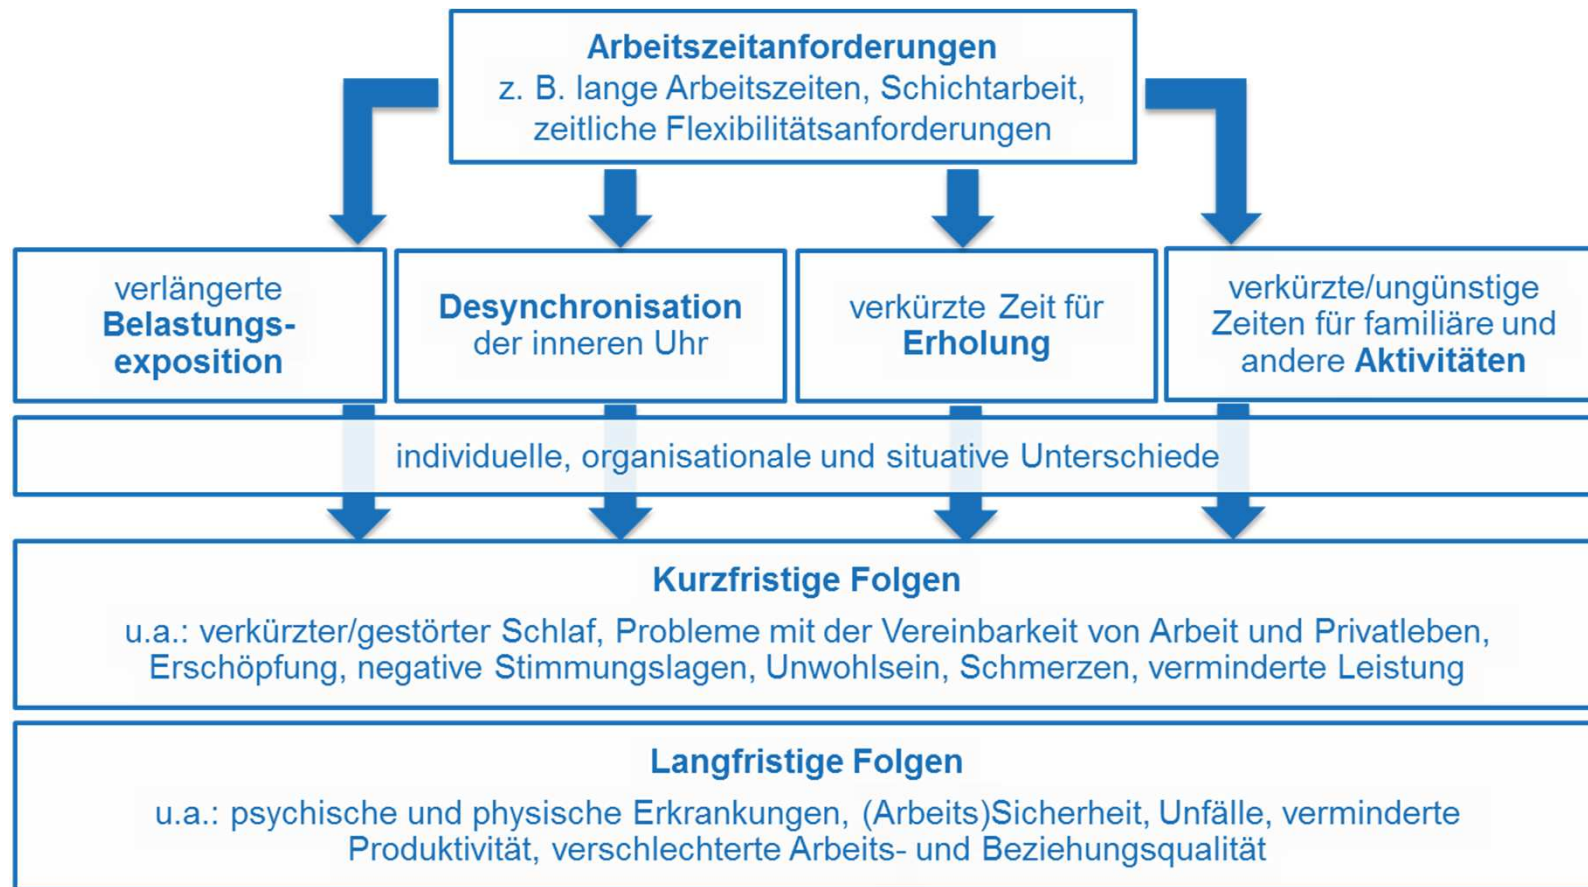 Arbeitszeitanforderungen
z. B. lange Arbeitszeiten, Schichtarbeit,
zeitliche Flexibilitätsanforderungen
verlängerte
Belastungs-
exposition
Desynchronisation
der inneren Uhr
verkürzte Zeit für
Erholung
verkürzte/ungünstige
Zeiten für familiäre und
andere Aktivitäten
individuelle, organisationale und situative Unterschiede
Kurzfristige Folgen
u.a.: verkürzter/gestörter Schlaf, Probleme mit der Vereinbarkeit von Arbeit und Privatleben,
Erschöpfung, negative Stimmungslagen, Unwohlsein, Schmerzen, verminderte Leistung
Langfristige Folgen
u.a.: psychische und physische Erkrankungen, (Arbeits)Sicherheit, Unfälle, verminderte
Produktivität, verschlechterte Arbeits- und Beziehungsqualität